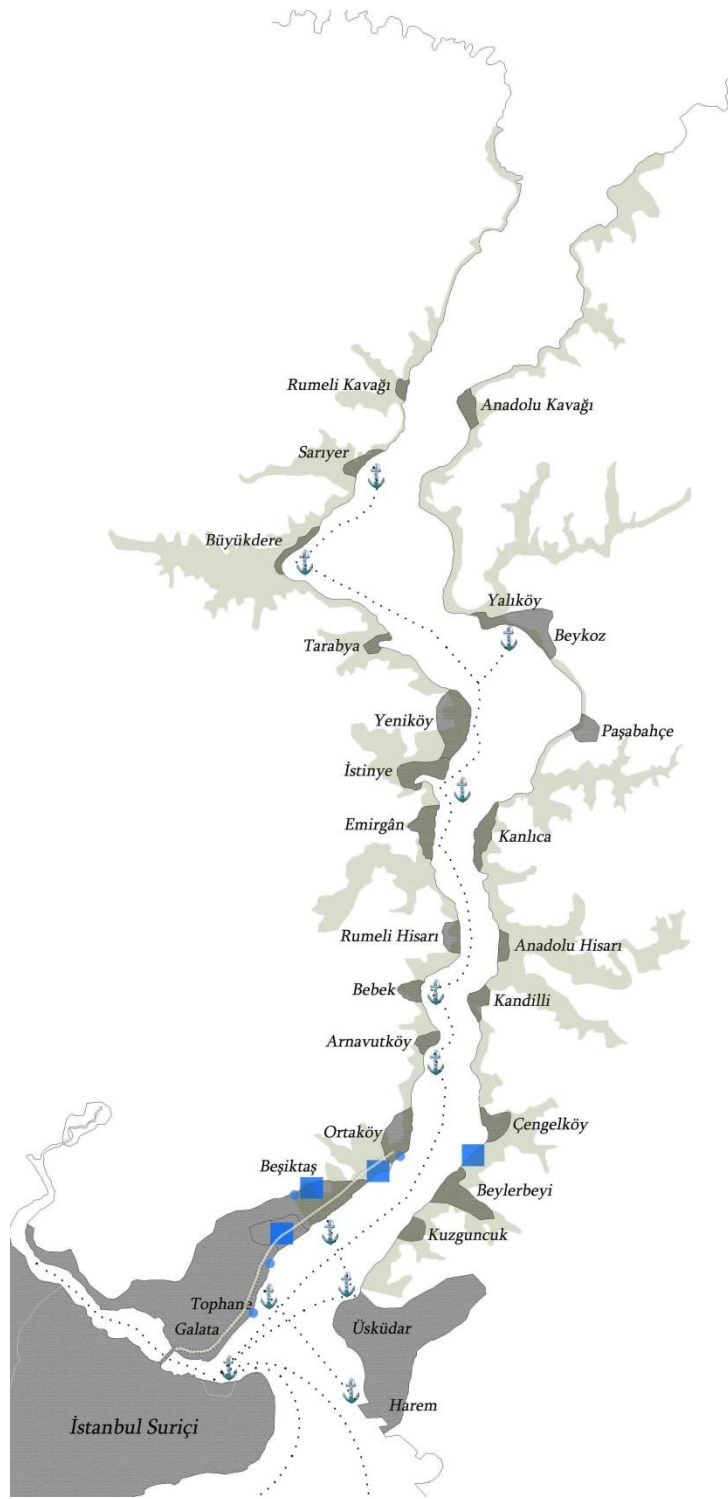 Rumeli Kavağı
Anadolu Kavağı
Sarıyer
Büyükdere
Yalıköy
Beykoz
Tarabya
Yeniköy
Paşabahçe
İstinye
Emirgân
Kanlıca
Rumeli Hisarı
Anadolu Hisarı
Bebek
Kandilli
Arnavutköy
Çengelköy
Ortaköy
Beşiktaş
Beylerbeyi
Kuzguncuk
Tophane
Galata
Üsküdar
Harem
İstanbul Suriçi